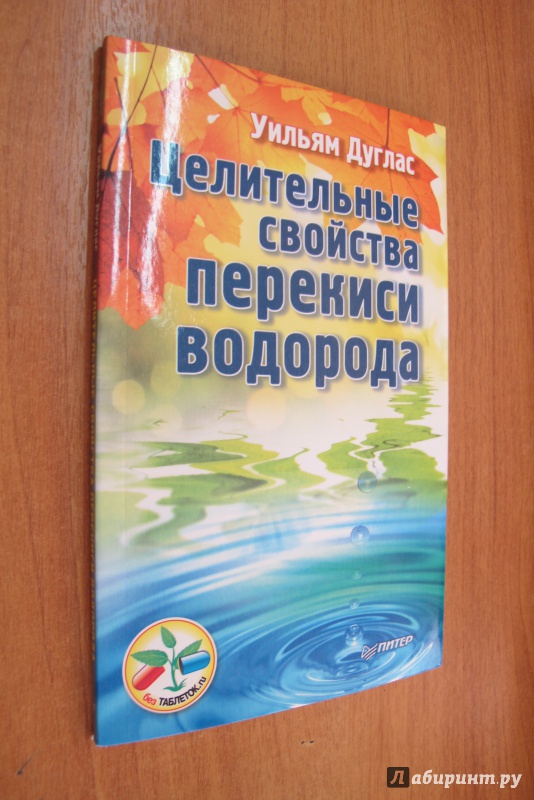 Уильям Дуглас
Целительные
свойства
перекиси
водорода
без ТАБЛЕТОК.ru
ПИТЕР
Лабиринт.ру